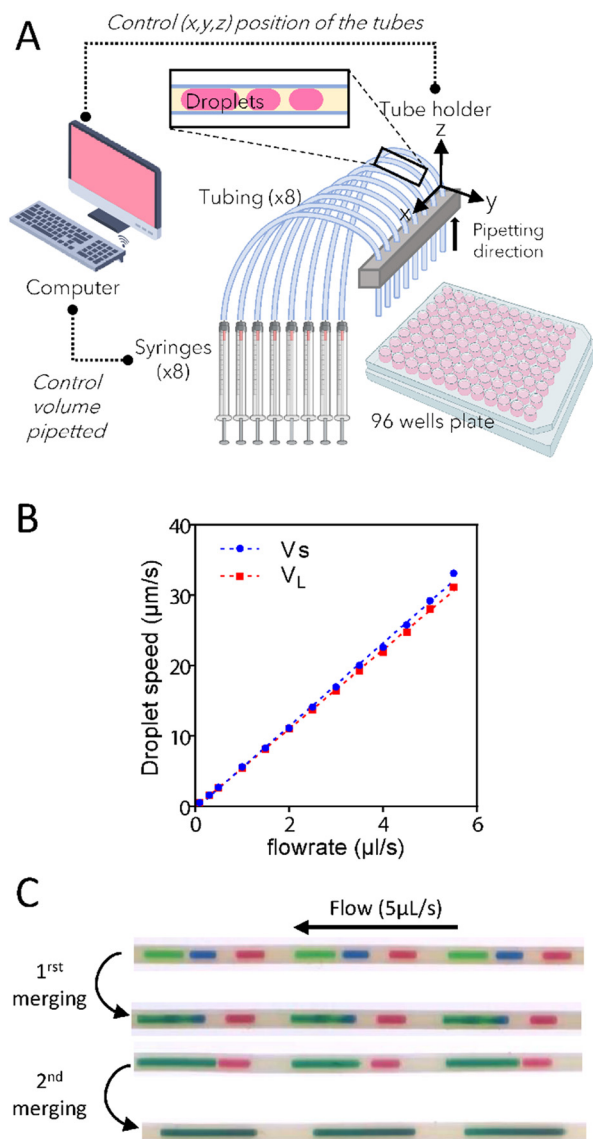 A
Control (x,y,z) position of the tubes
Droplets
Tube holder
z
Tubing (x8)
x
y
Pipetting
direction
Computer
Syringes
(x8)
Control
volume
pipetted
96 wells plate
B
40
30
20
10
0
Vs
VL
Droplet speed (µm/s)
0 2 4 6
flowrate (µl/s)
C
Flow (5µL/s)
1rst
merging
2nd
merging